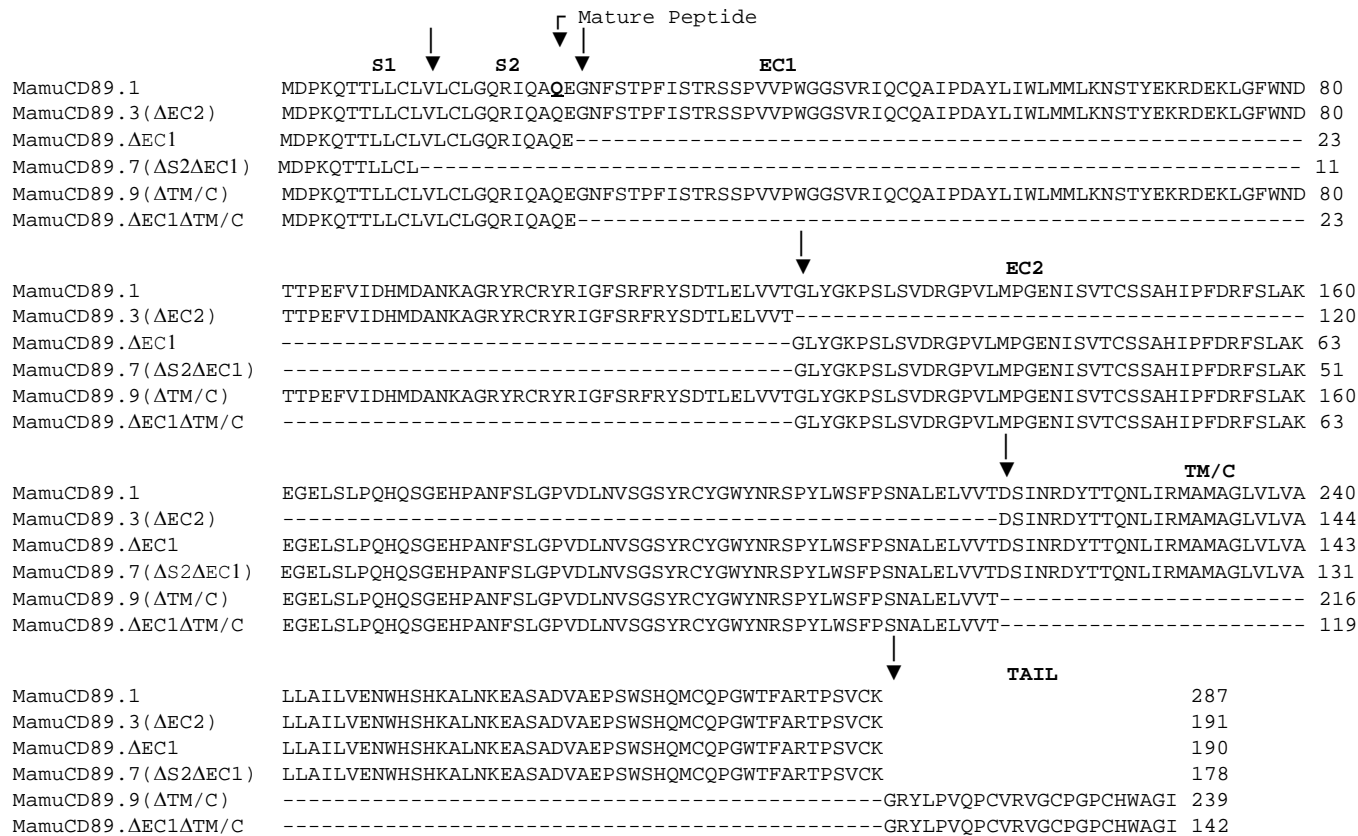 Mature Peptide
S1 S2 EC1
MamuCD89.1 MDPKQTTLLCLVLCLGQRIQAQEGNFSTPFISTRSSPVVPWGGSVRIQCQAIPDAYLIWLMMLKNSTYEKRDEKLGFWND 80
MamuCD89.3(ΔEC2) MDPKQTTLLCLVLCLGQRIQAQEGNFSTPFISTRSSPVVPWGGSVRIQCQAIPDAYLIWLMMLKNSTYEKRDEKLGFWND 80
MamuCD89.ΔEC1 MDPKQTTLLCLVLCLGQRIQAQE--------------------------------------------------------- 23
MamuCD89.7(ΔS2ΔEC1) MDPKQTTLLCL--------------------------------------------------------------------- 11
MamuCD89.9(ΔTM/C) MDPKQTTLLCLVLCLGQRIQAQEGNFSTPFISTRSSPVVPWGGSVRIQCQAIPDAYLIWLMMLKNSTYEKRDEKLGFWND 80
MamuCD89.ΔEC1ΔTM/C MDPKQTTLLCLVLCLGQRIQAQE--------------------------------------------------------- 23
EC2
MamuCD89.1 TTPEFVIDHMDANKAGRYRCRYRIGFSRFRYSDTLELVVTGLYGKPSLSVDRGPVLMPGENISVTCSSAHIPFDRFSLAK 160
MamuCD89.3(ΔEC2) TTPEFVIDHMDANKAGRYRCRYRIGFSRFRYSDTLELVVT---------------------------------------- 120
MamuCD89.ΔEC1 ----------------------------------------GLYGKPSLSVDRGPVLMPGENISVTCSSAHIPFDRFSLAK 63
MamuCD89.7(ΔS2ΔEC1) ----------------------------------------GLYGKPSLSVDRGPVLMPGENISVTCSSAHIPFDRFSLAK 51
MamuCD89.9(ΔTM/C) TTPEFVIDHMDANKAGRYRCRYRIGFSRFRYSDTLELVVTGLYGKPSLSVDRGPVLMPGENISVTCSSAHIPFDRFSLAK 160
MamuCD89.ΔEC1ΔTM/C ----------------------------------------GLYGKPSLSVDRGPVLMPGENISVTCSSAHIPFDRFSLAK 63
TM/C
MamuCD89.1 EGELSLPQHQSGEHPANFSLGPVDLNVSGSYRCYGWYNRSPYLWSFPSNALELVVTDSINRDYTTQNLIRMAMAGLVLVA 240
MamuCD89.3(ΔEC2) --------------------------------------------------------DSINRDYTTQNLIRMAMAGLVLVA 144
MamuCD89.ΔEC1 EGELSLPQHQSGEHPANFSLGPVDLNVSGSYRCYGWYNRSPYLWSFPSNALELVVTDSINRDYTTQNLIRMAMAGLVLVA 143
MamuCD89.7(ΔS2ΔEC1) EGELSLPQHQSGEHPANFSLGPVDLNVSGSYRCYGWYNRSPYLWSFPSNALELVVTDSINRDYTTQNLIRMAMAGLVLVA 131
MamuCD89.9(ΔTM/C) EGELSLPQHQSGEHPANFSLGPVDLNVSGSYRCYGWYNRSPYLWSFPSNALELVVT------------------------ 216
MamuCD89.ΔEC1ΔTM/C EGELSLPQHQSGEHPANFSLGPVDLNVSGSYRCYGWYNRSPYLWSFPSNALELVVT------------------------ 119
TAIL
MamuCD89.1 LLAILVENWHSHKALNKEASADVAEPSWSHQMCQPGWTFARTPSVCK 287
MamuCD89.3(ΔEC2) LLAILVENWHSHKALNKEASADVAEPSWSHQMCQPGWTFARTPSVCK 191
MamuCD89.ΔEC1 LLAILVENWHSHKALNKEASADVAEPSWSHQMCQPGWTFARTPSVCK 190
MamuCD89.7(ΔS2ΔEC1) LLAILVENWHSHKALNKEASADVAEPSWSHQMCQPGWTFARTPSVCK 178
MamuCD89.9(ΔTM/C) -----------------------------------------------GRYLPVQPCVRVGCPGPCHWAGI 239
MamuCD89.ΔEC1ΔTM/C -----------------------------------------------GRYLPVQPCVRVGCPGPCHWAGI 142